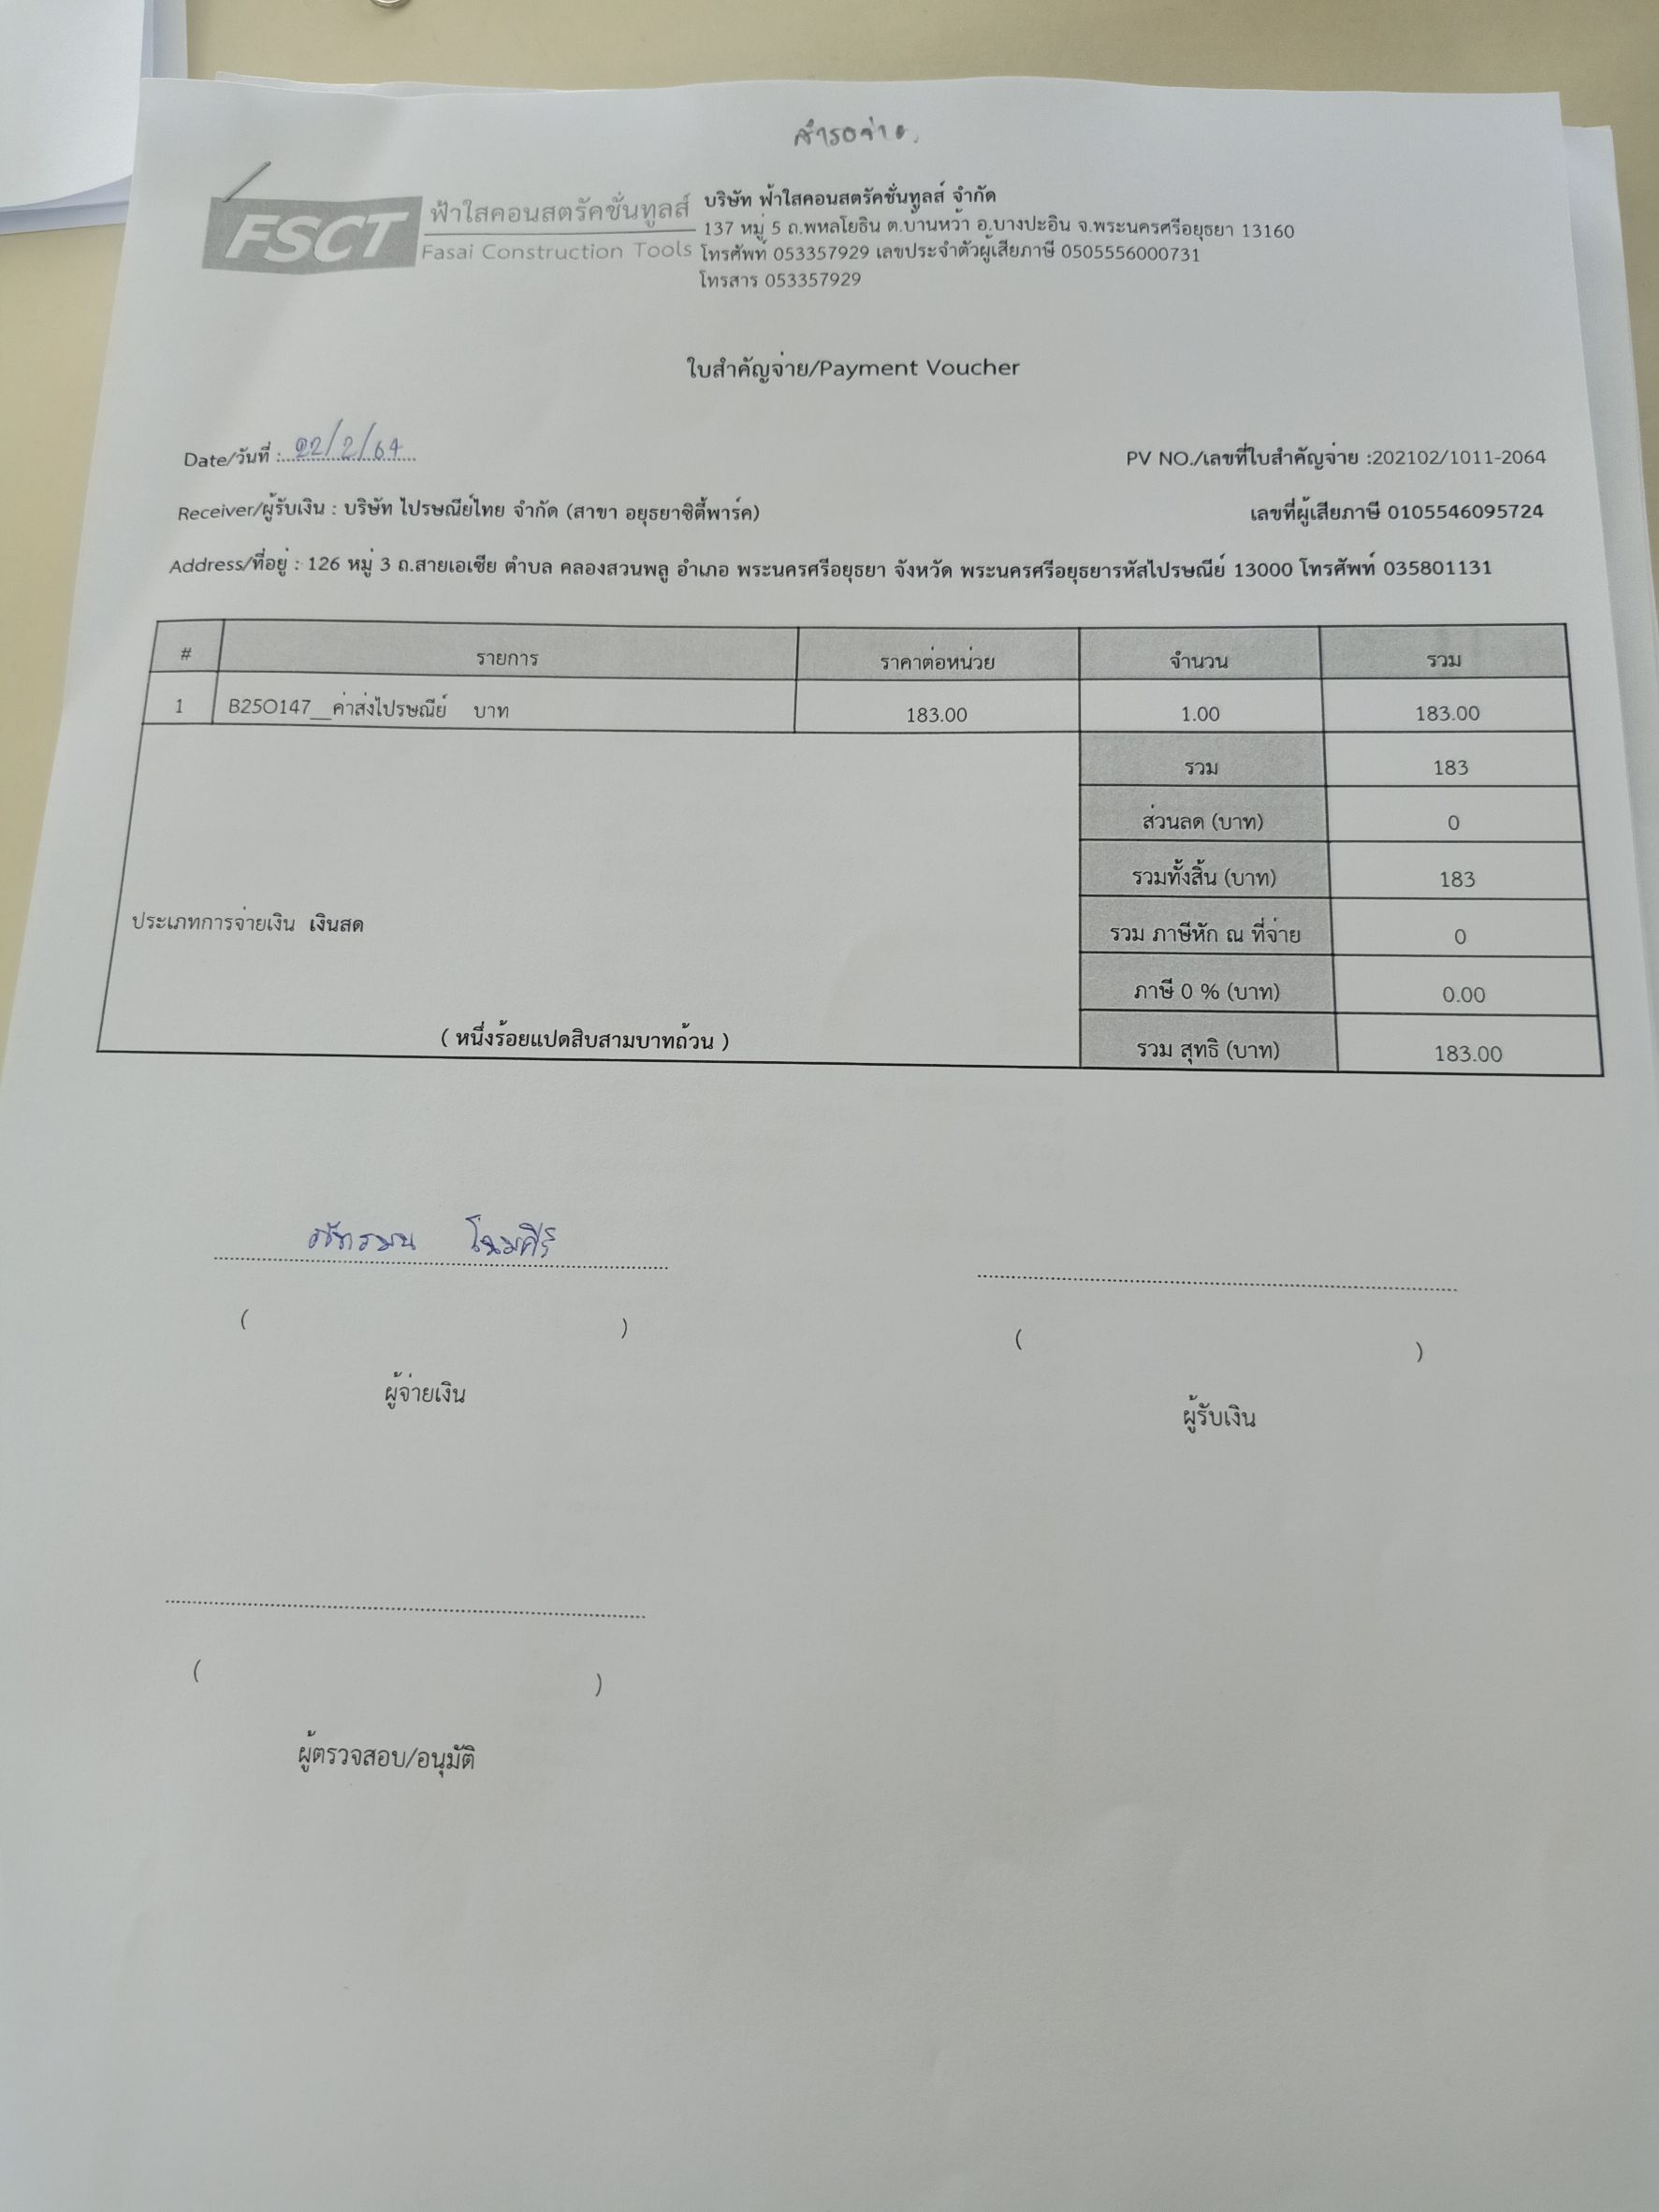 สำรองจ่าย
FSCT
ฟ้าใสคอนสตรัคชั่นทูลส์
Fasai Construction Tools
บริษัท ฟ้าใสคอนสตรัคชั่นทูลส์ จำกัด
137 หมู่ 5 ถ.พหลโยธิน ต.บ้านหว้า อ.บางปะอิน จ.พระนครศรีอยุธยา 13160
โทรศัพท์ 053357929 เลขประจำตัวผู้เสียภาษี 0505556000731
โทรสาร 053357929
ใบสำคัญจ่าย/Payment Voucher
Date/วันที่ : 22/2/64 PV NO./เลขที่ใบสำคัญจ่าย :202102/1011-2064
Receiver/ผู้รับเงิน : บริษัท ไปรษณีย์ไทย จำกัด (สาขา อยุธยาซิตี้พาร์ค) เลขที่ผู้เสียภาษี 0105546095724
Address/ที่อยู่ : 126 หมู่ 3 ถ.สายเอเซีย ตำบล คลองสวนพลู อำเภอ พระนครศรีอยุธยา จังหวัด พระนครศรีอยุธยารหัสไปรษณีย์ 13000 โทรศัพท์ 035801131
# รายการ ราคาต่อหน่วย จำนวน รวม
1 B25O147__ค่าส่งไปรษณีย์ บาท 183.00 1.00 183.00
รวม 183
ส่วนลด (บาท) 0
รวมทั้งสิ้น (บาท) 183
ประเภทการจ่ายเงิน เงินสด
รวม ภาษีหัก ณ ที่จ่าย 0
ภาษี 0 % (บาท) 0.00
( หนึ่งร้อยแปดสิบสามบาทถ้วน ) รวม สุทธิ (บาท) 183.00
( ) ( )
ผู้จ่ายเงิน ผู้รับเงิน
( )
ผู้ตรวจสอบ/อนุมัติ